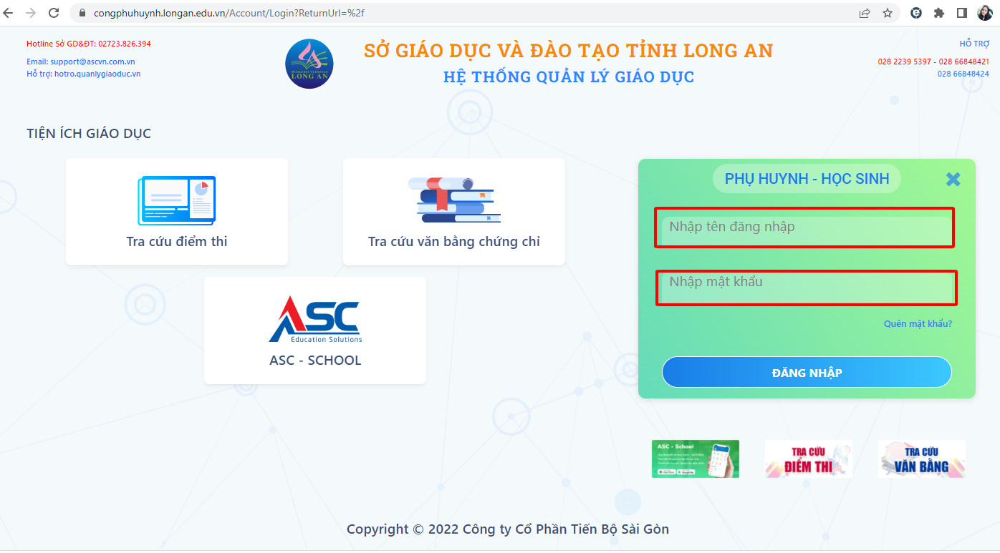 congphuhuynh.longan.edu.vn/Account/Login?ReturnUrl=%2f
Hotline Sở GD&ĐT: 02723.826.394
Email: support@ascvn.com.vn
Hỗ trợ: hotro.quanlygiaoduc.vn
LONG AN
SỞ GIÁO DỤC VÀ ĐÀO TẠO TỈNH LONG AN
HỆ THỐNG QUẢN LÝ GIÁO DỤC
HỖ TRỢ
028 2239 5397 - 028 66848421
028 66848424
TIỆN ÍCH GIÁO DỤC
Tra cứu điểm thi
Tra cứu văn bằng chứng chỉ
ASC
Education Solutions
ASC - SCHOOL
PHỤ HUYNH - HỌC SINH
Nhập tên đăng nhập
Nhập mật khẩu
Quên mật khẩu?
ĐĂNG NHẬP
ASC - School
App Store
Google Play
TRA CỨU
ĐIỂM THI
TRA CỨU
VĂN BẰNG
Copyright © 2022 Công ty Cổ Phần Tiến Bộ Sài Gòn